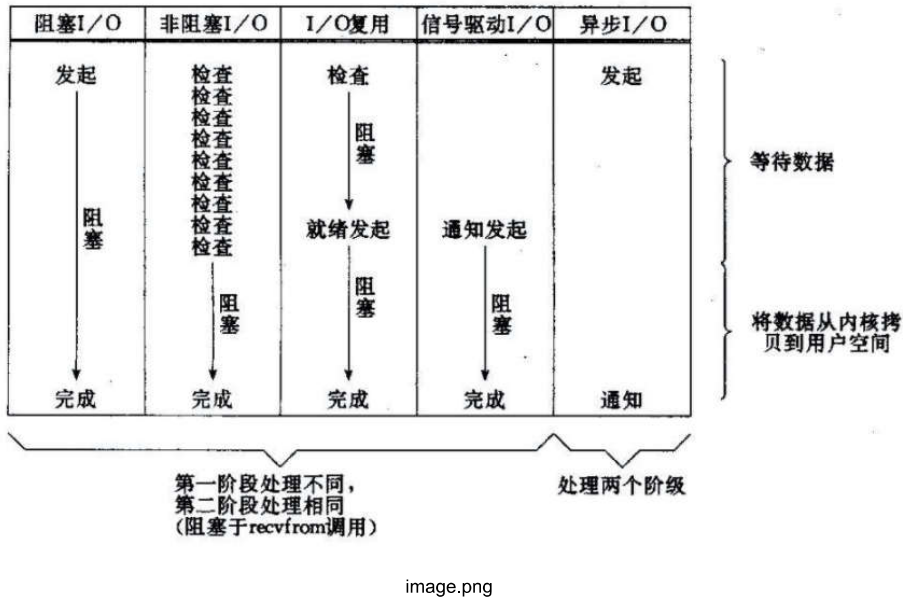 阻塞I/O 非阻塞I/O I/O复用 信号驱动I/O 异步I/O
发起 检查 检查 发起
检查
检查
检查
检查
检查
检查
检查
检查
阻塞
阻塞
就绪发起 通知发起
阻塞 阻塞 阻塞
完成 完成 完成 完成 通知
等待数据
将数据从内核拷
贝到用户空间
第一阶段处理不同，
第二阶段处理相同
(阻塞于recvfrom调用)
处理两个阶级
image.png